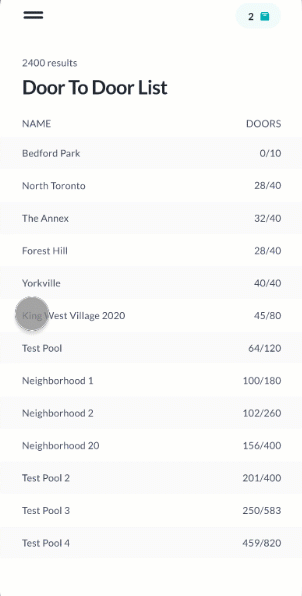 2
2400 results
Door To Door List
NAME DOORS
Bedford Park 0/10
North Toronto 28/40
The Annex 32/40
Forest Hill 28/40
Yorkville 40/40
King West Village 2020 45/80
Test Pool 64/120
Neighborhood 1 100/180
Neighborhood 2 102/260
Neighborhood 20 156/400
Test Pool 2 201/400
Test Pool 3 250/583
Test Pool 4 459/820